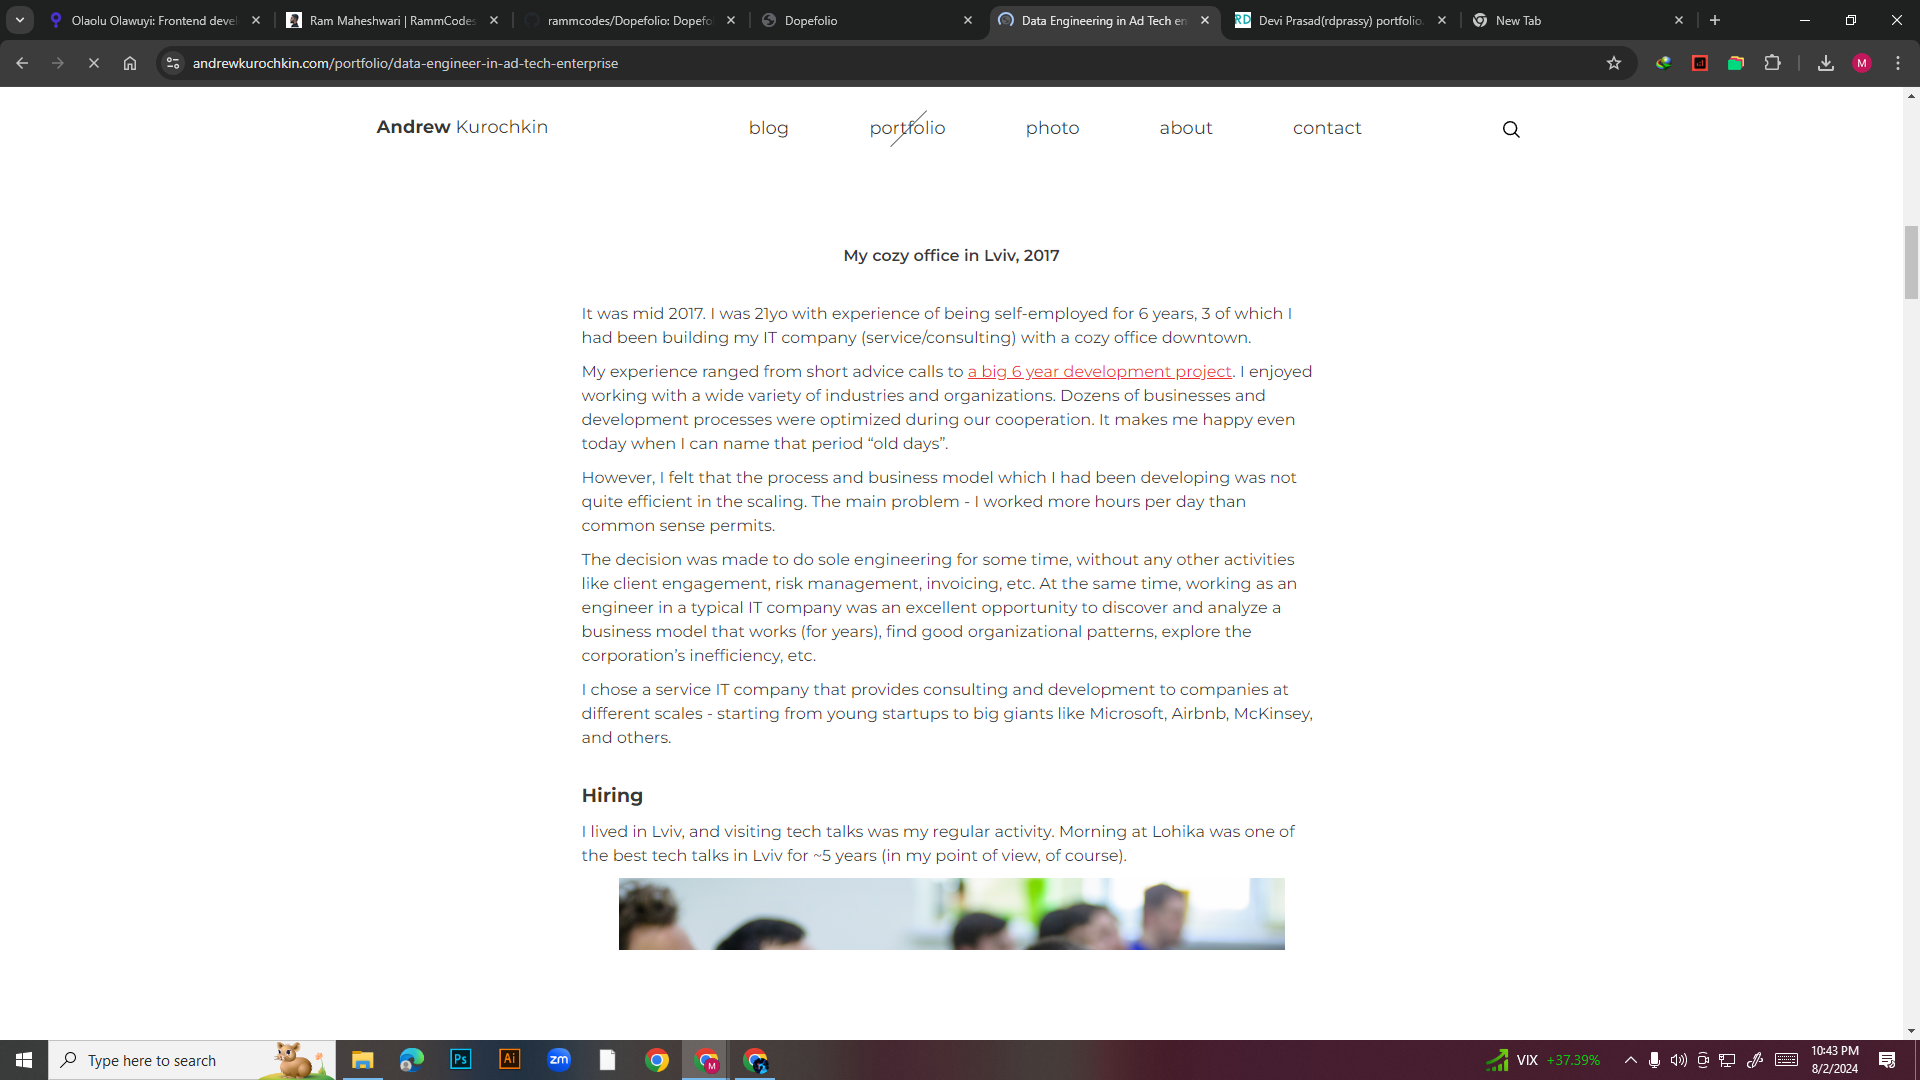 Olaolu Olawuyi: Frontend deve
Ram Maheshwari | RammCodes
rammcodes/Dopefolio: Dopefo
Dopefolio
Data Engineering in Ad Tech en
Devi Prasad(rdprassy) portfolio
New Tab
andrewkurochkin.com/portfolio/data-engineer-in-ad-tech-enterprise
M
Andrew Kurochkin
blog
portfolio
photo
about
contact
My cozy office in Lviv, 2017
It was mid 2017. I was 21yo with experience of being self-employed for 6 years, 3 of which I
had been building my IT company (service/consulting) with a cozy office downtown.
My experience ranged from short advice calls to a big 6 year development project. I enjoyed
working with a wide variety of industries and organizations. Dozens of businesses and
development processes were optimized during our cooperation. It makes me happy even
today when I can name that period “old days”.
However, I felt that the process and business model which I had been developing was not
quite efficient in the scaling. The main problem - I worked more hours per day than
common sense permits.
The decision was made to do sole engineering for some time, without any other activities
like client engagement, risk management, invoicing, etc. At the same time, working as an
engineer in a typical IT company was an excellent opportunity to discover and analyze a
business model that works (for years), find good organizational patterns, explore the
corporation’s inefficiency, etc.
I chose a service IT company that provides consulting and development to companies at
different scales - starting from young startups to big giants like Microsoft, Airbnb, McKinsey,
and others.
Hiring
I lived in Lviv, and visiting tech talks was my regular activity. Morning at Lohika was one of
the best tech talks in Lviv for ~5 years (in my point of view, of course).
Type here to search
Ps
Ai
zm
M
VIX +37.39%
10:43 PM
8/2/2024